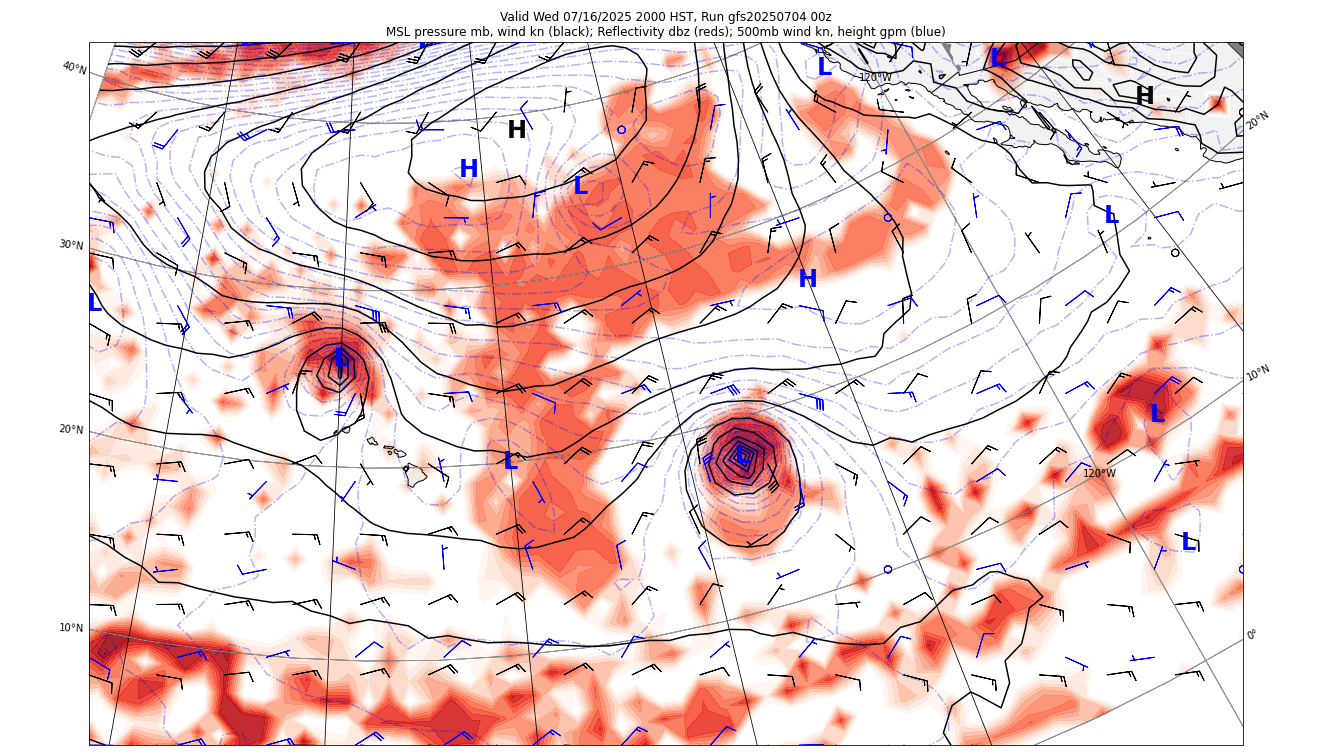 Valid Wed 07/16/2025 2000 HST, Run gfs20250704 00z
MSL pressure mb, wind kn (black); Reflectivity dbz (reds); 500mb wind kn, height gpm (blue)
L
L
40°N
120°W
H
20°N
H
H
L
L
30°N
H
L
L
10°N
L
20°N
L
L
120°W
L
10°N
0°